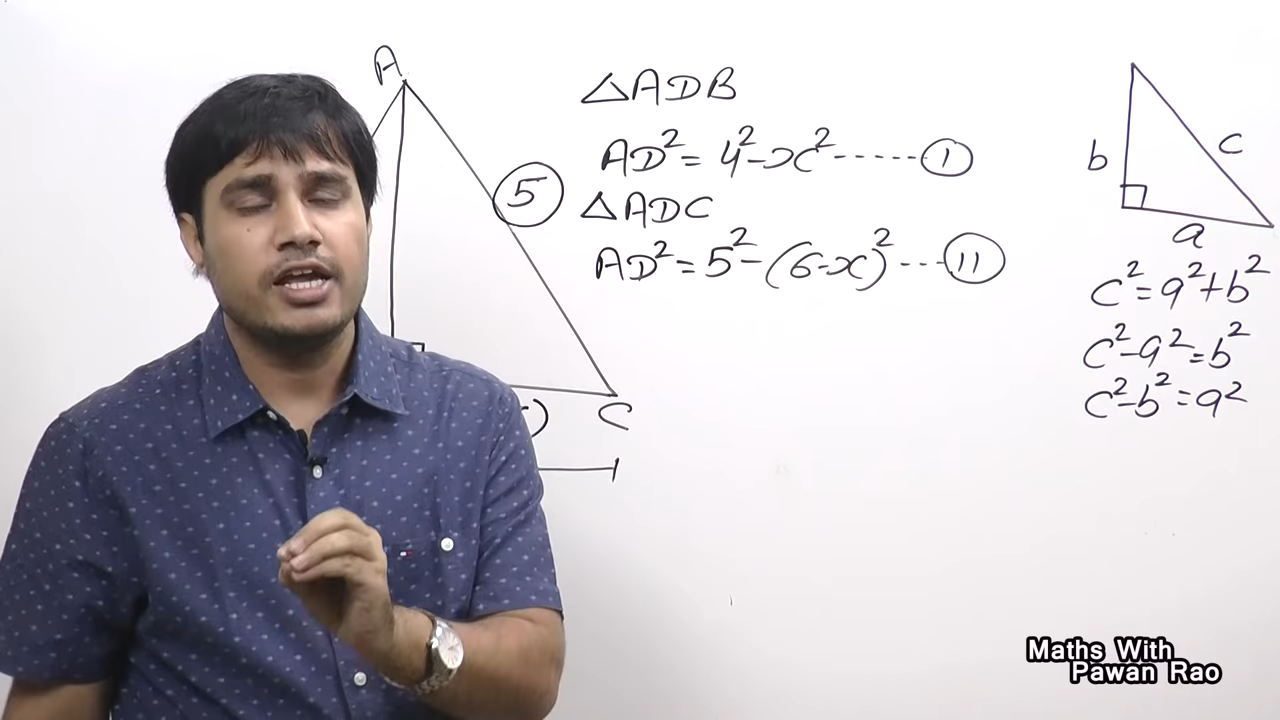 A
5
C
)
△ADB
AD² = 4² - x² ------ (1)
△ADC
AD² = 5² - (6-x)² ---- (11)
b
c
a
c² = a² + b²
c² - a² = b²
c² - b² = a²
Maths With
Pawan Rao